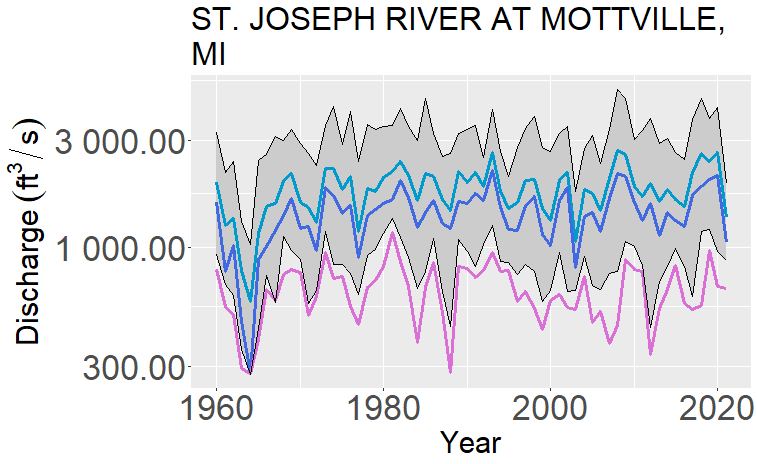 ST. JOSEPH RIVER AT MOTTVILLE,
MI
Discharge (ft³/s)
3 000.00
1 000.00
300.00
1960 1980 2000 2020
Year